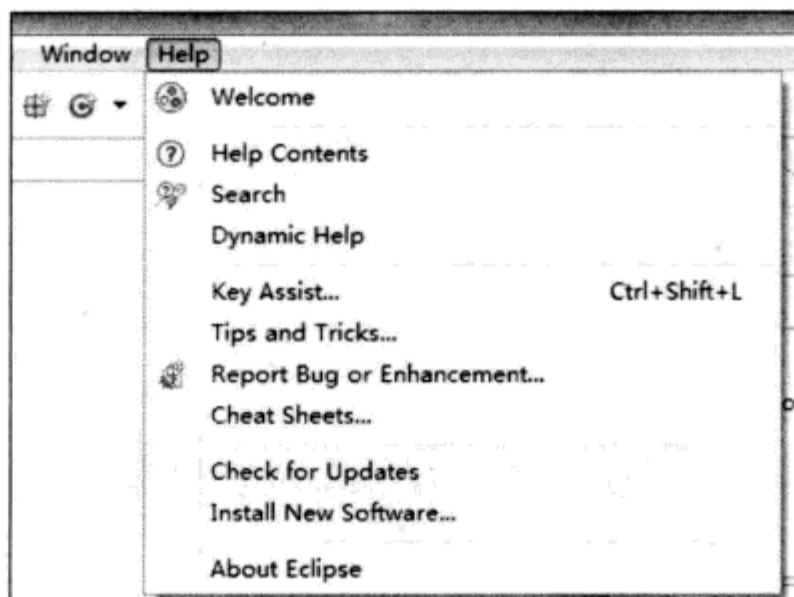 Window Help
Welcome
Help Contents
Search
Dynamic Help
Key Assist... Ctrl+Shift+L
Tips and Tricks...
Report Bug or Enhancement...
Cheat Sheets...
Check for Updates
Install New Software...
About Eclipse